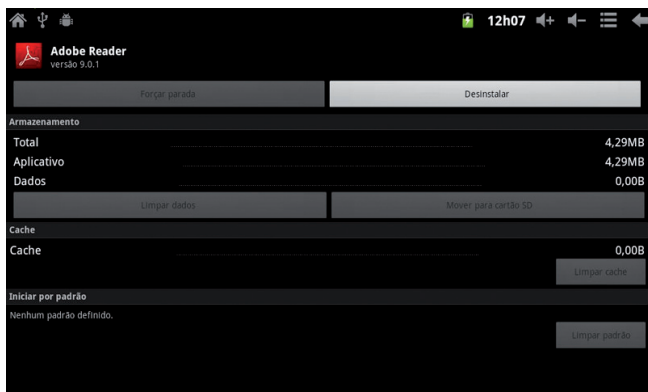 12h07
Adobe Reader
versão 9.0.1
Forçar parada Desinstalar
Armazenamento
Total 4,29MB
Aplicativo 4,29MB
Dados 0,00B
Limpar dados Mover para cartão SD
Cache
Cache 0,00B
Limpar cache
Iniciar por padrão
Nenhum padrão definido.
Limpar padrão